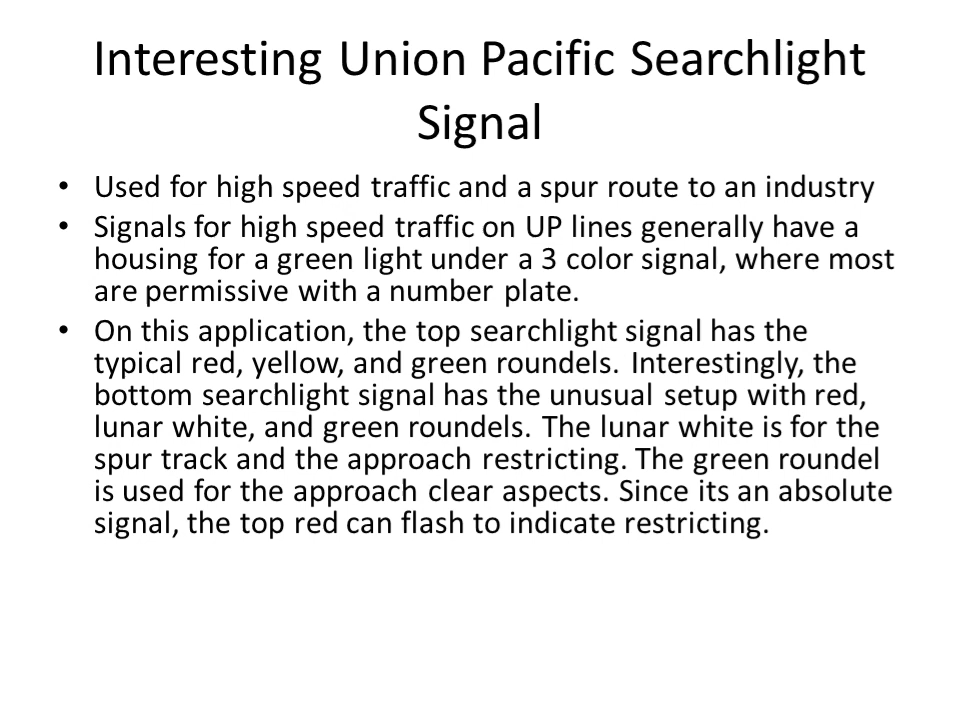 Interesting Union Pacific Searchlight
Signal
• Used for high speed traffic and a spur route to an industry
• Signals for high speed traffic on UP lines generally have a
housing for a green light under a 3 color signal, where most
are permissive with a number plate.
• On this application, the top searchlight signal has the
typical red, yellow, and green roundels. Interestingly, the
bottom searchlight signal has the unusual setup with red,
lunar white, and green roundels. The lunar white is for the
spur track and the approach restricting. The green roundel
is used for the approach clear aspects. Since its an absolute
signal, the top red can flash to indicate restricting.